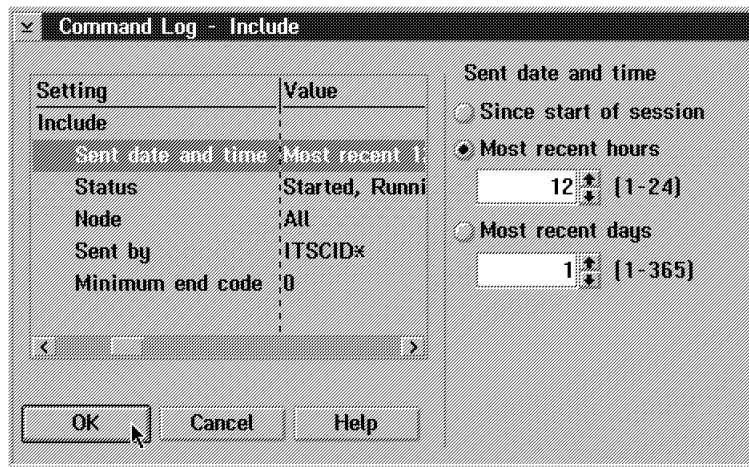 Command Log - Include
Setting Value
Include
Sent date and time Most recent 1
Status Started, Runni
Node All
Sent by ITSCID*
Minimum end code 0
Sent date and time
Since start of session
Most recent hours
12 (1-24)
Most recent days
1 (1-365)
OK Cancel Help